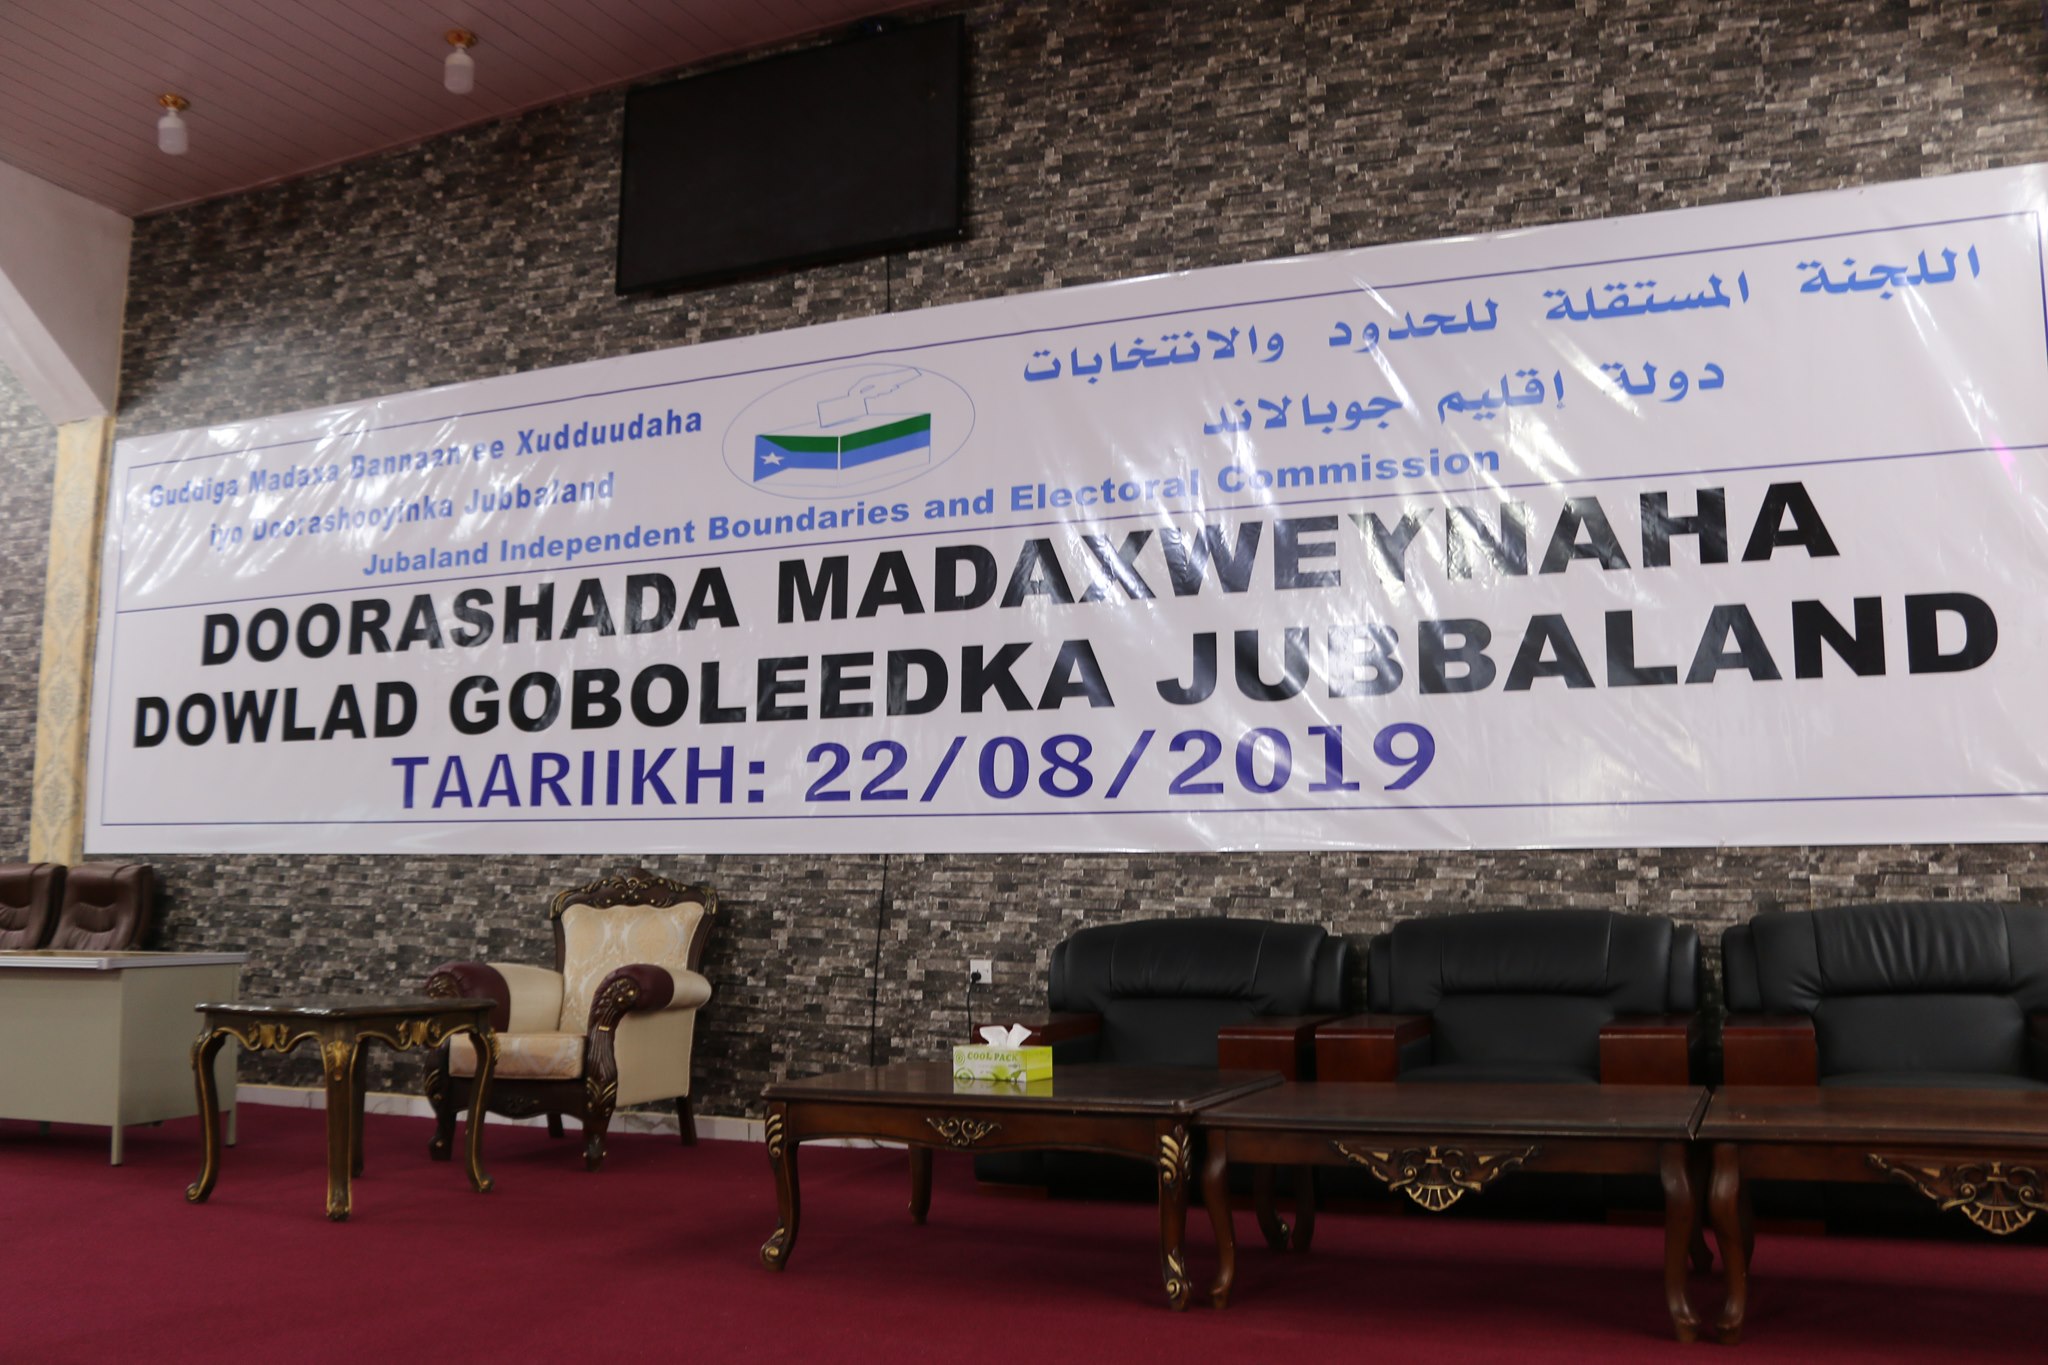 Guddiga Madaxa Bannaan ee Xudduudaha
iyo Doorashooyinka Jubbaland
اللجنة المستقلة للحدود والانتخابات
دولة إقليم جوبالاند
Jubaland Independent Boundaries and Electoral Commission
DOORASHADA MADAXWEYNAHA
DOWLAD GOBOLEEDKA JUBBALAND
TAARIIKH: 22/08/2019
COOL PACK